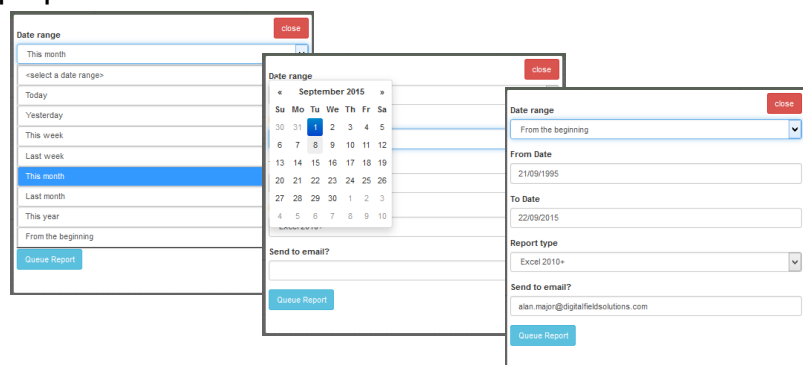 close
Date range
This month
<select a date range>
Today
Yesterday
This week
Last week
This month
Last month
This year
From the beginning
Queue Report
close
Date range
« September 2015 »
Su Mo Tu We Th Fr Sa
30 31 1 2 3 4 5
6 7 8 9 10 11 12
13 14 15 16 17 18 19
20 21 22 23 24 25 26
27 28 29 30 1 2 3
4 5 6 7 8 9 10
Send to email?
Queue Report
close
Date range
From the beginning
From Date
21/09/1995
To Date
22/09/2015
Report type
Excel 2010+
Send to email?
alan.major@digitalfieldsolutions.com
Queue Report